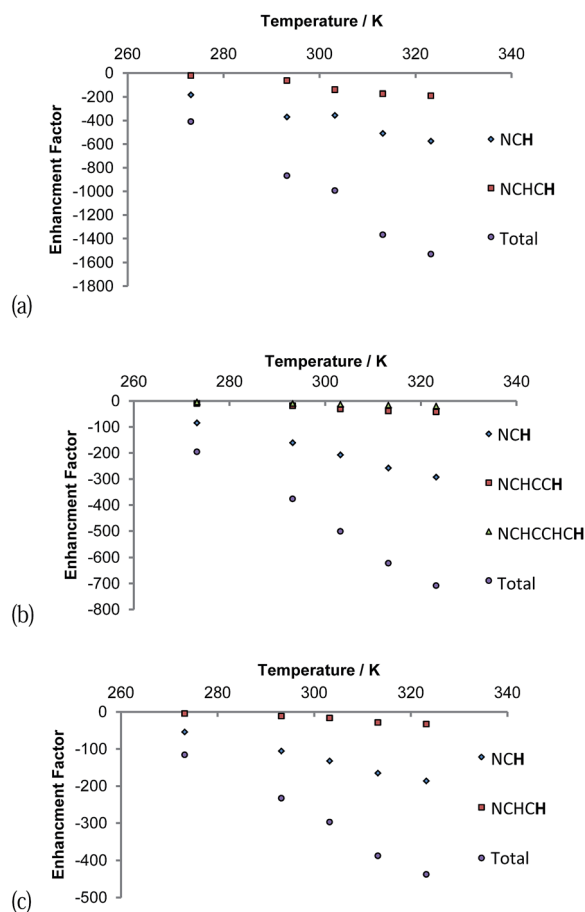 Temperature / K
260 280 300 320 340
0
-200
-400
-600
-800
-1000
-1200
-1400
-1600
-1800
Enhancment Factor
NCH
NCHCH
Total
(a)
Temperature / K
260 280 300 320 340
0
-100
-200
-300
-400
-500
-600
-700
-800
Enhancment Factor
NCH
NCHCCH
NCHCCHCH
Total
(b)
Temperature / K
260 280 300 320 340
0
-100
-200
-300
-400
-500
Enhancment Factor
NCH
NCHCH
Total
(c)